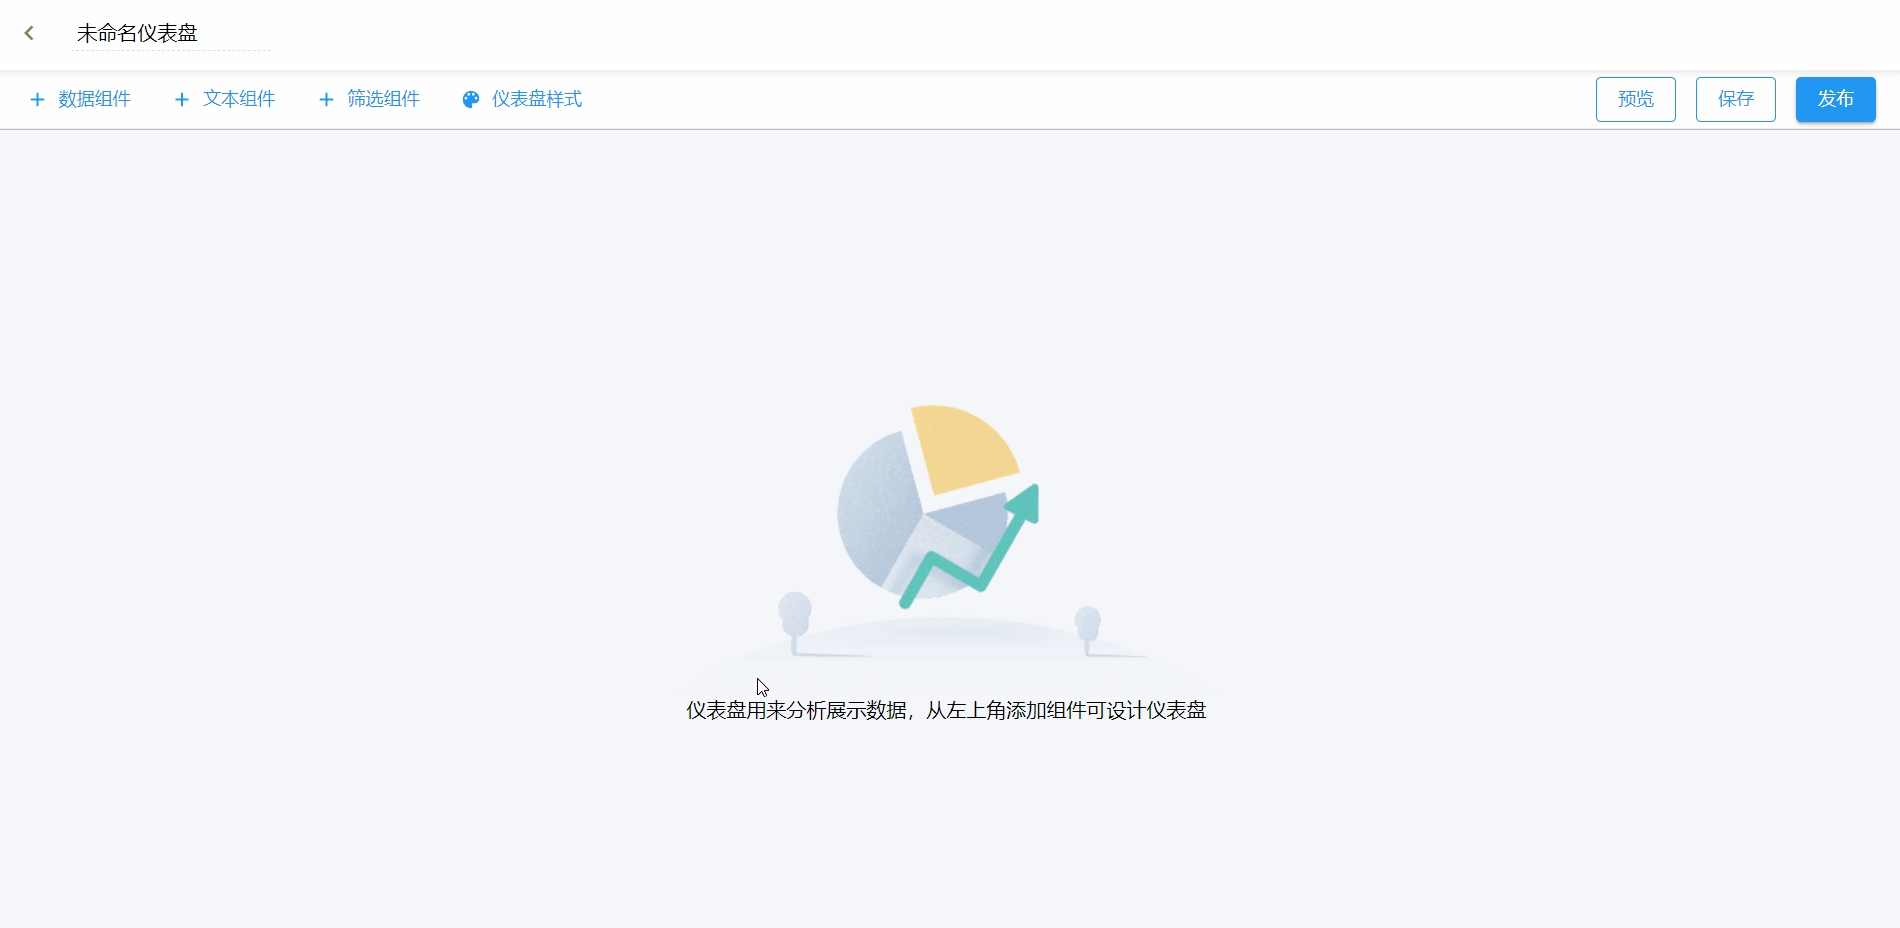 未命名仪表盘
数据组件 文本组件 筛选组件 仪表盘样式 预览 保存 发布
仪表盘用来分析展示数据，从左上角添加组件可设计仪表盘